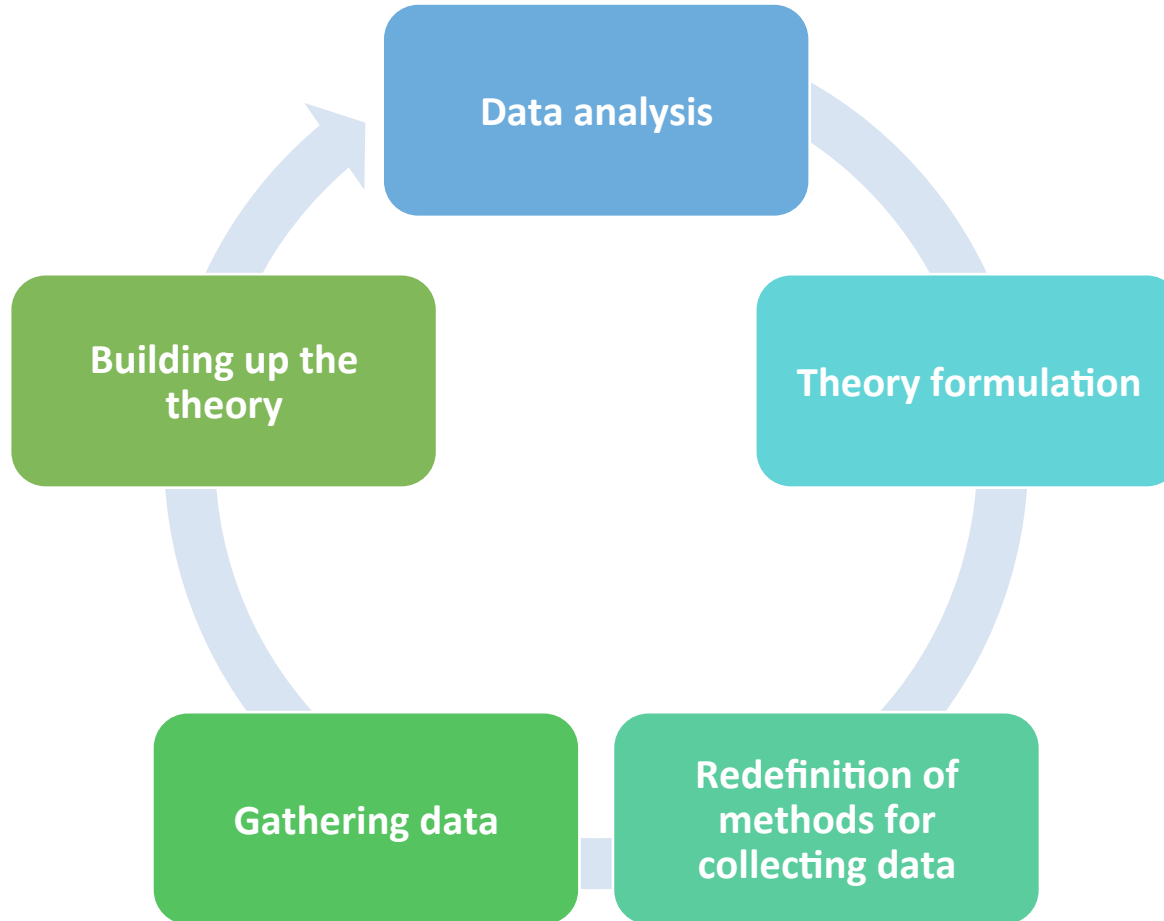 Data analysis
Theory formulation
Redefinition of
methods for
collecting data
Gathering data
Building up the
theory